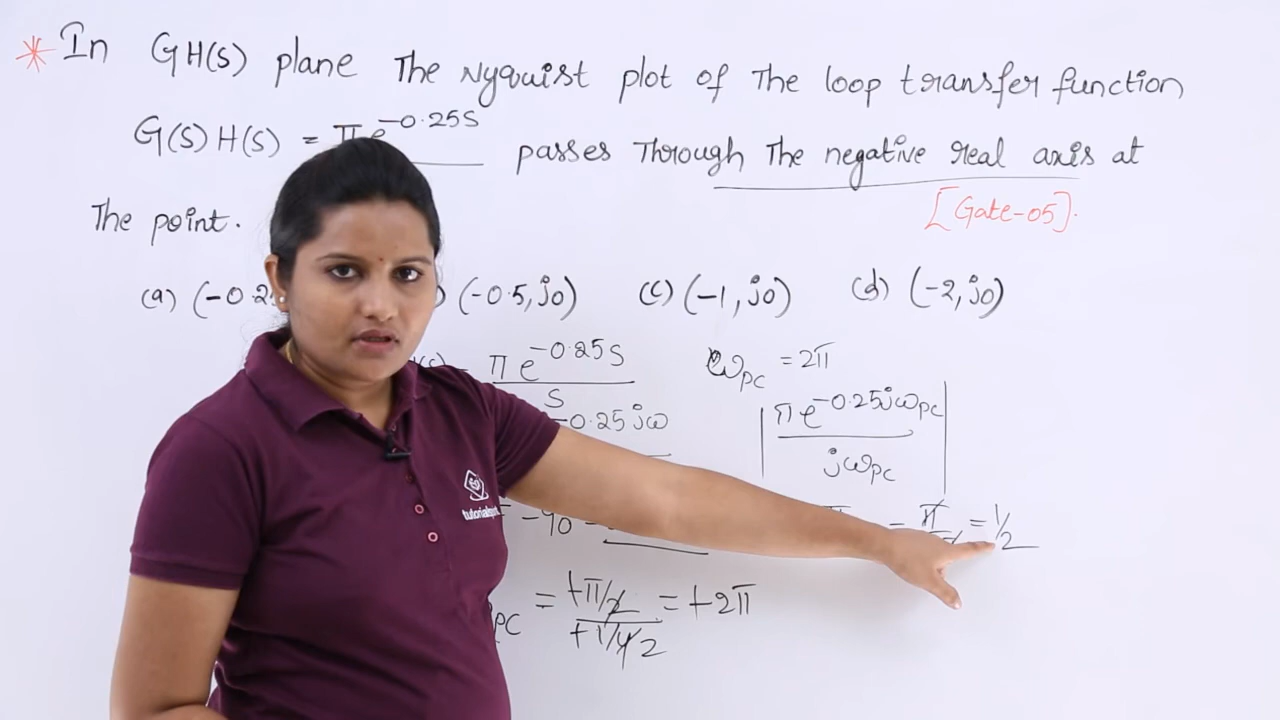 * In GH(S) plane The Nyquist plot of The loop transfer function
G(S) H(S) = πe^-0.25S passes Through The negative real axis at
The point. [Gate-05].
(a) (-0.2 (-0.5, j0) (c) (-1, j0) (d) (-2, j0)
πe^-0.25S / S
ω_PC = 2π
-0.25jω
|πe^-0.25jω_PC / jω_PC|
-90 -
= π = 1/2
PC = +π/2 / +1/4 2 = +2π